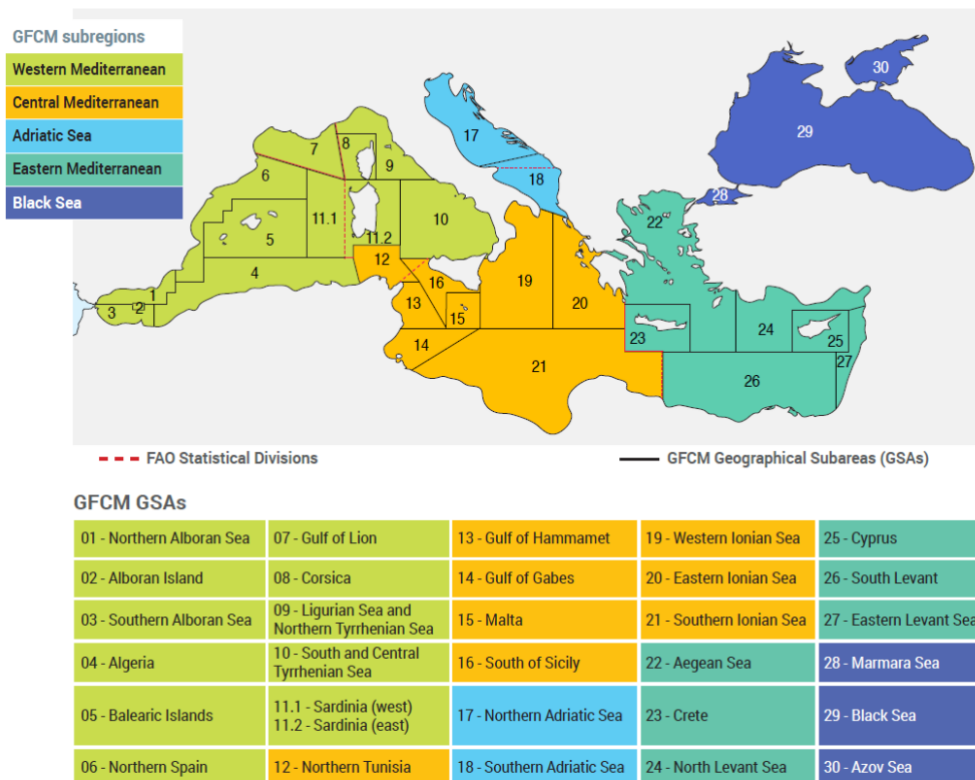 GFCM subregions
Western Mediterranean
Central Mediterranean
Adriatic Sea
Eastern Mediterranean
Black Sea
30
29
28
17
18
8
7
9
6
22
11.1
10
5
11.2
12
4
16
19
20
24
1
2
3
13
15
23
25
14
21
27
26
FAO Statistical Divisions
GFCM Geographical Subareas (GSAs)
GFCM GSAs
01 - Northern Alboran Sea
07 - Gulf of Lion
13 - Gulf of Hammamet
19 - Western Ionian Sea
25 - Cyprus
02 - Alboran Island
08 - Corsica
14 - Gulf of Gabes
20 - Eastern Ionian Sea
26 - South Levant
03 - Southern Alboran Sea
09 - Ligurian Sea and
Northern Tyrrhenian Sea
15 - Malta
21 - Southern Ionian Sea
27 - Eastern Levant Sea
04 - Algeria
10 - South and Central
Tyrrhenian Sea
16 - South of Sicily
22 - Aegean Sea
28 - Marmara Sea
05 - Balearic Islands
11.1 - Sardinia (west)
11.2 - Sardinia (east)
17 - Northern Adriatic Sea
23 - Crete
29 - Black Sea
06 - Northern Spain
12 - Northern Tunisia
18 - Southern Adriatic Sea
24 - North Levant Sea
30 - Azov Sea